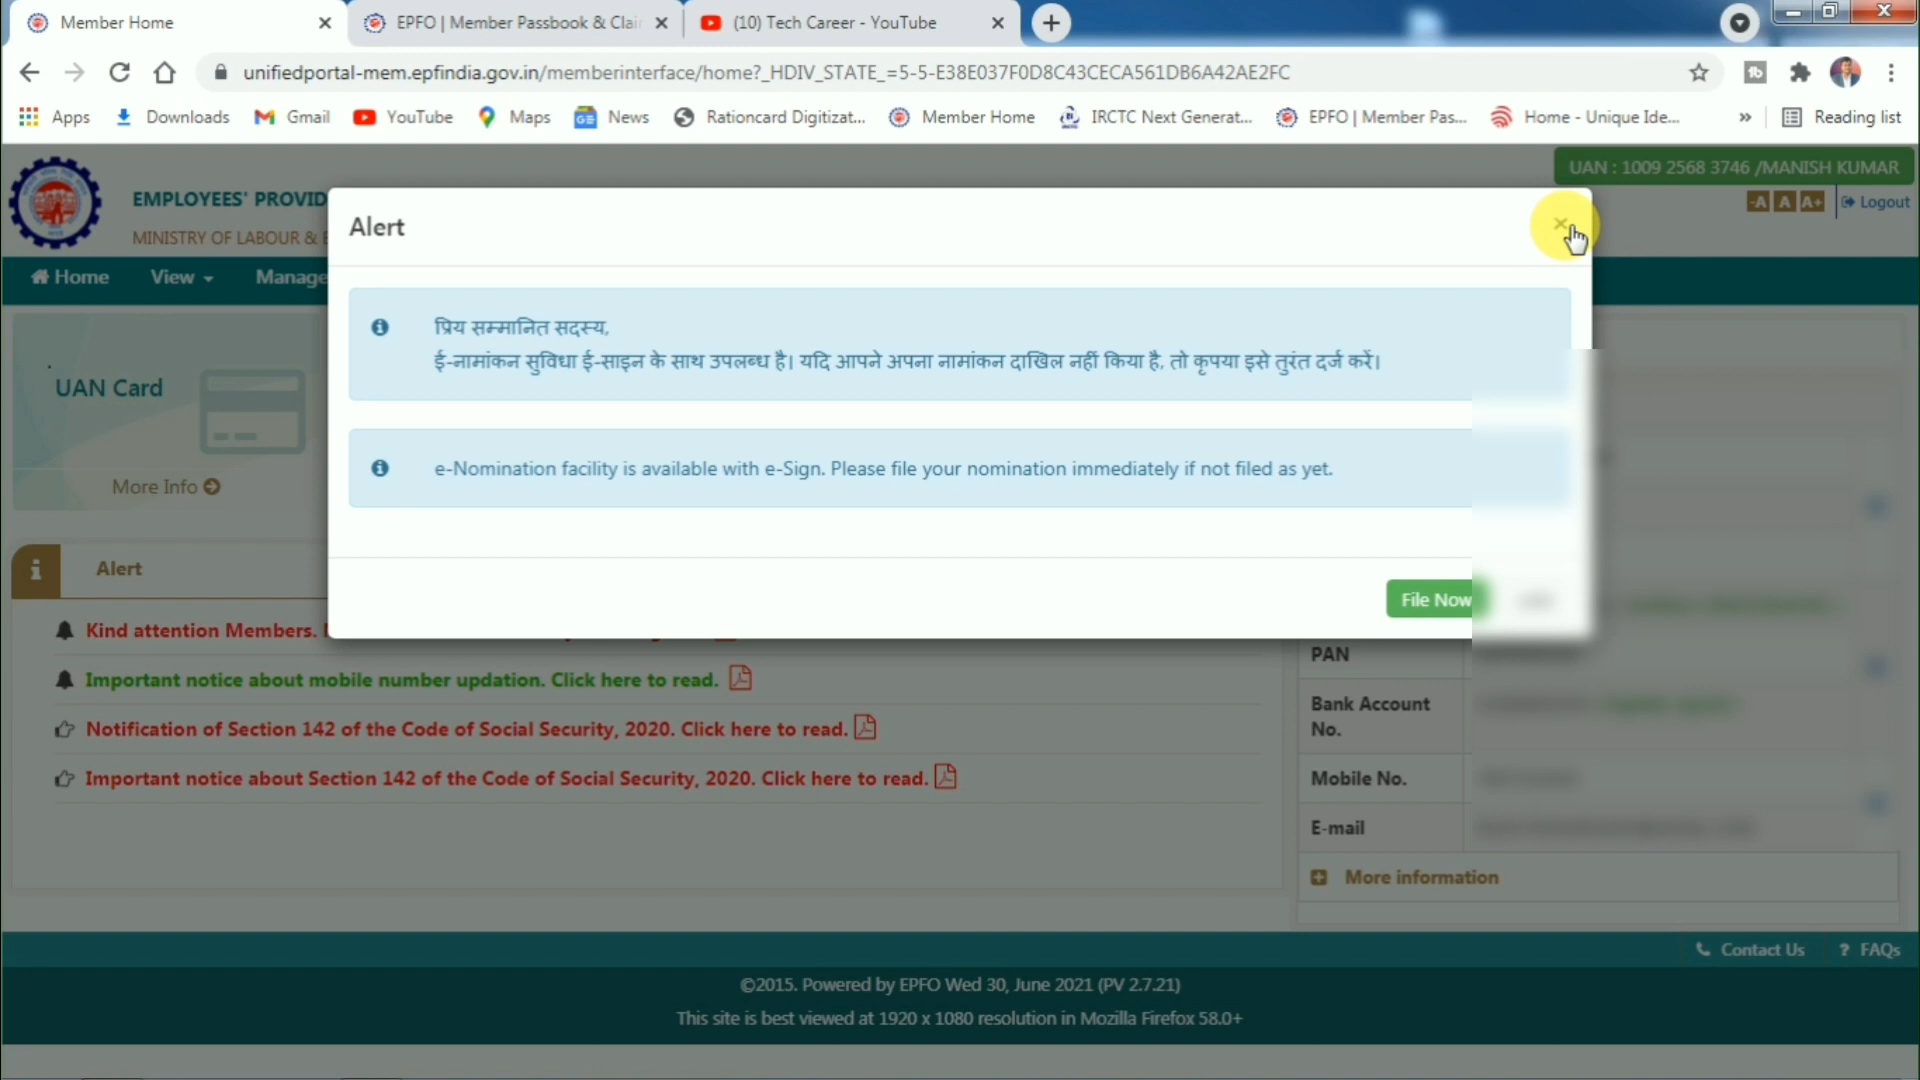 Member Home
EPFO | Member Passbook & Clai
(10) Tech Career - YouTube
unifiedportal-mem.epfindia.gov.in/memberinterface/home?_HDIV_STATE_=5-5-E38E037F0D8C43CECA561DB6A42AE2FC
Apps
Downloads
Gmail
YouTube
Maps
News
Rationcard Digitizat...
Member Home
IRCTC Next Generat...
EPFO | Member Pas...
Home - Unique Ide...
»
Reading list
UAN : 1009 2568 3746 /MANISH KUMAR
EMPLOYEES' PROVID
-A A A+ Logout
MINISTRY OF LABOUR &
Home
View
Manage
Alert
प्रिय सम्मानित सदस्य,
ई-नामांकन सुविधा ई-साइन के साथ उपलब्ध है। यदि आपने अपना नामांकन दाखिल नहीं किया है, तो कृपया इसे तुरंत दर्ज करें।
e-Nomination facility is available with e-Sign. Please file your nomination immediately if not filed as yet.
File Now
UAN Card
More Info
Alert
Kind attention Members.
Important notice about mobile number updation. Click here to read.
Notification of Section 142 of the Code of Social Security, 2020. Click here to read.
Important notice about Section 142 of the Code of Social Security, 2020. Click here to read.
PAN
Bank Account
No.
Mobile No.
E-mail
More information
Contact Us
? FAQs
©2015. Powered by EPFO Wed 30, June 2021 (PV 2.7.21)
This site is best viewed at 1920 x 1080 resolution in Mozilla Firefox 58.0+